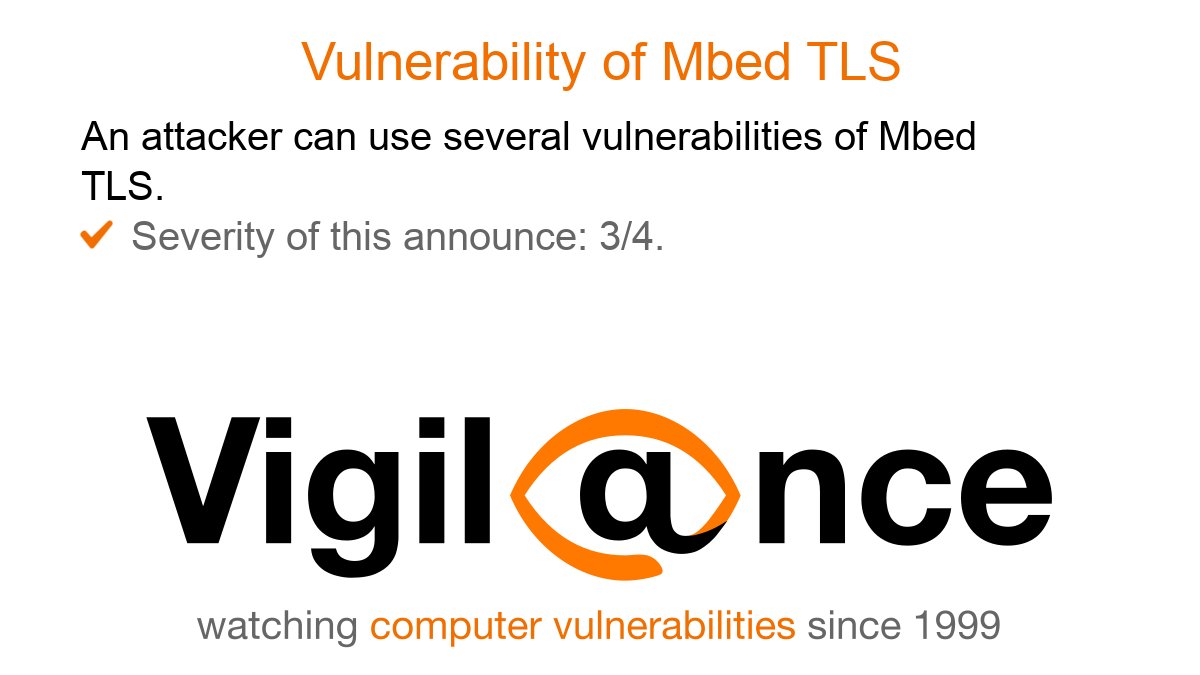 Vulnerability of Mbed TLS
An attacker can use several vulnerabilities of Mbed
TLS.
Severity of this announce: 3/4.
Vigil@nce
watching computer vulnerabilities since 1999